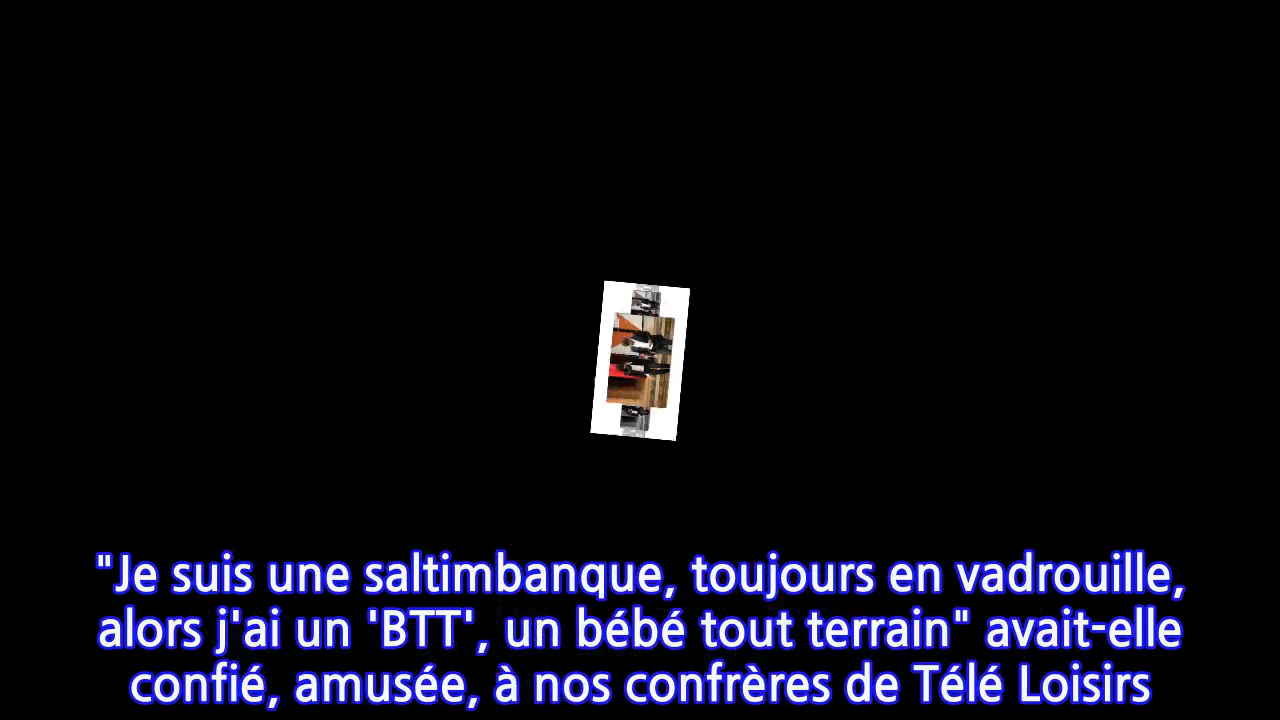 "Je suis une saltimbanque, toujours en vadrouille,
alors j'ai un 'BTT', un bébé tout terrain" avait-elle
confié, amusée, à nos confrères de Télé Loisirs